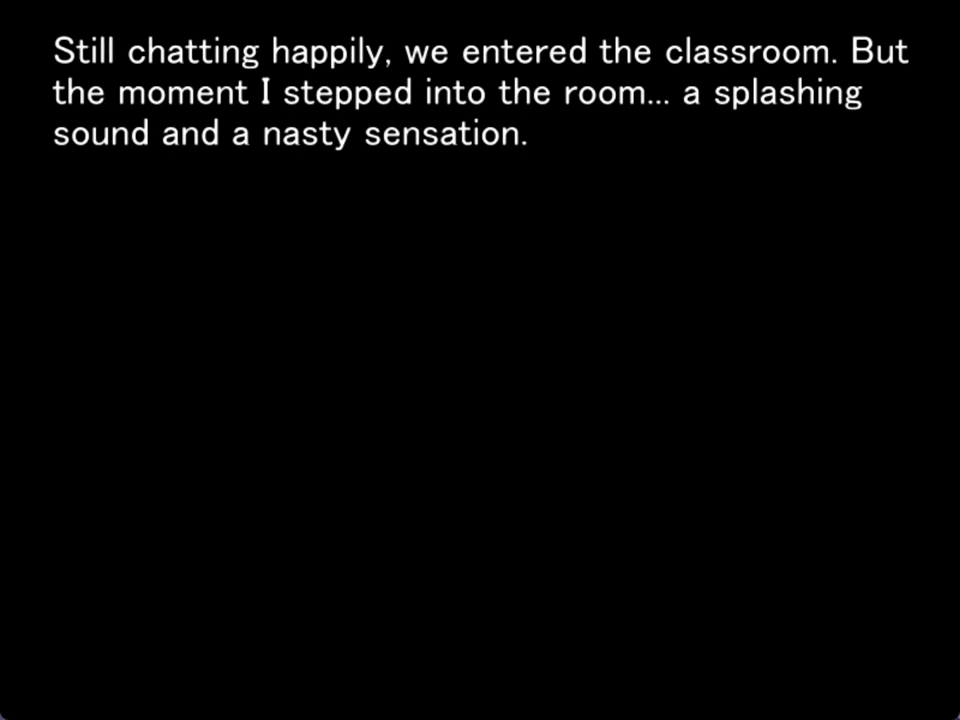 Still chatting happily, we entered the classroom. But
the moment I stepped into the room... a splashing
sound and a nasty sensation.